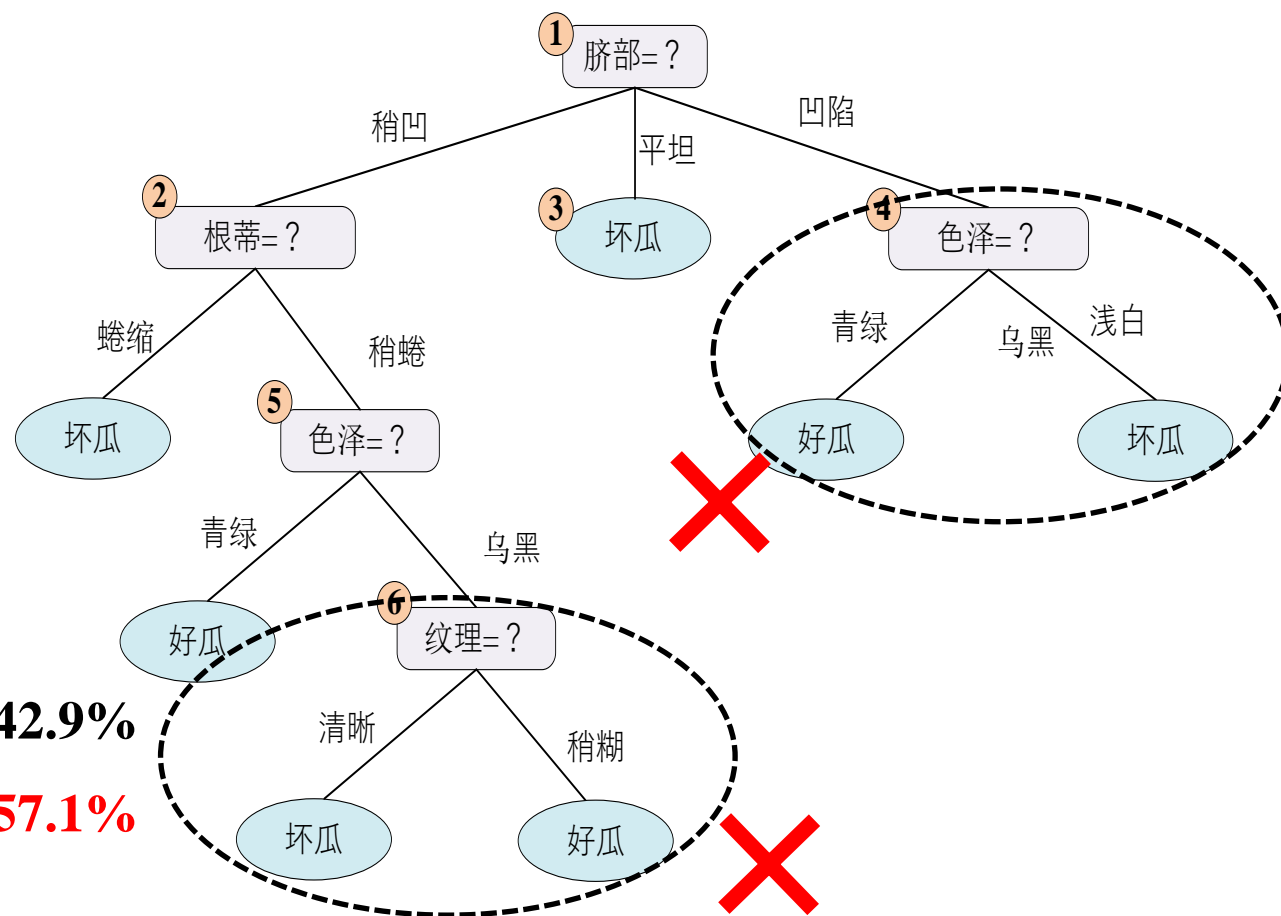 1
脐部=？
稍凹
平坦
凹陷
2
根蒂=？
3
坏瓜
4
色泽=？
蜷缩
稍蜷
青绿
乌黑
浅白
坏瓜
5
色泽=？
好瓜
坏瓜
青绿
乌黑
好瓜
6
纹理=？
42.9%
清晰
稍糊
57.1%
坏瓜
好瓜